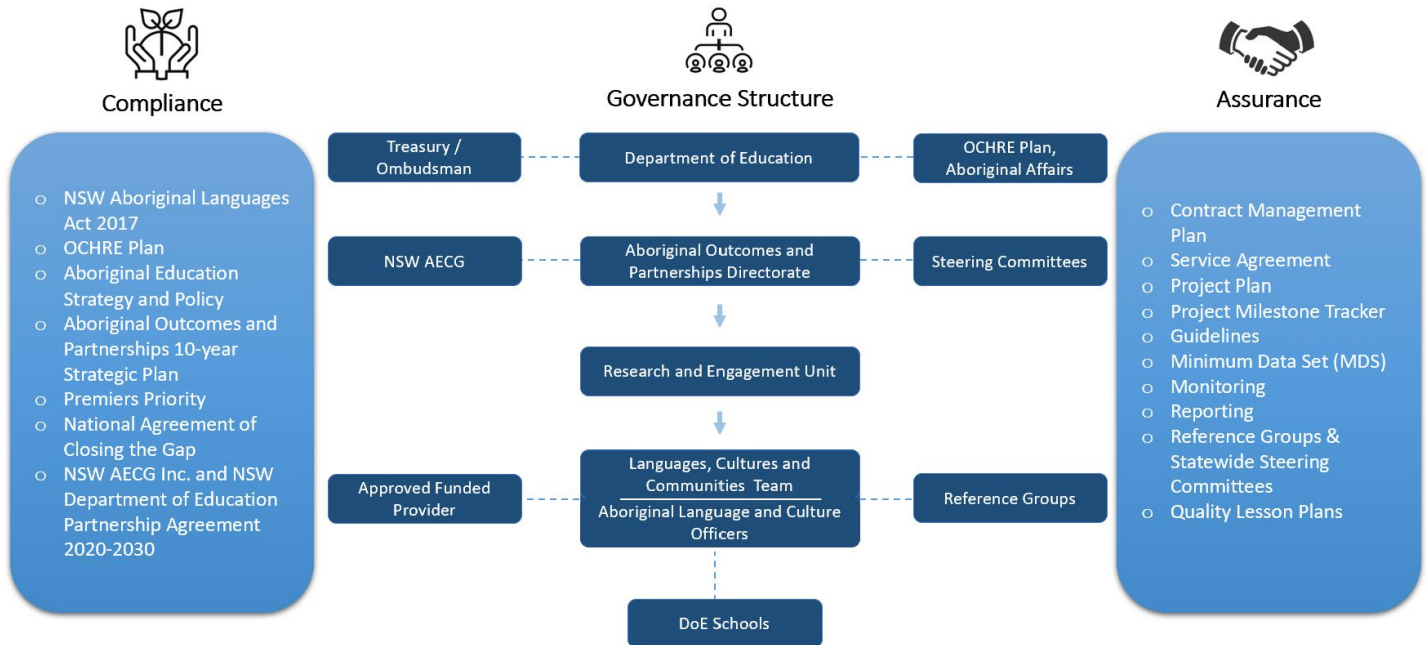 Compliance
NSW Aboriginal Languages
Act 2017
OCHRE Plan
Aboriginal Education
Strategy and Policy
Aboriginal Outcomes and
Partnerships 10-year
Strategic Plan
Premiers Priority
National Agreement of
Closing the Gap
NSW AECG Inc. and NSW
Department of Education
Partnership Agreement
2020-2030
Governance Structure
Treasury /
Ombudsman
Department of Education
OCHRE Plan,
Aboriginal Affairs
NSW AECG
Aboriginal Outcomes and
Partnerships Directorate
Steering Committees
Research and Engagement Unit
Approved Funded
Provider
Languages, Cultures and
Communities Team
Aboriginal Language and Culture
Officers
Reference Groups
DoE Schools
Assurance
Contract Management
Plan
Service Agreement
Project Plan
Project Milestone Tracker
Guidelines
Minimum Data Set (MDS)
Monitoring
Reporting
Reference Groups &
Statewide Steering
Committees
Quality Lesson Plans